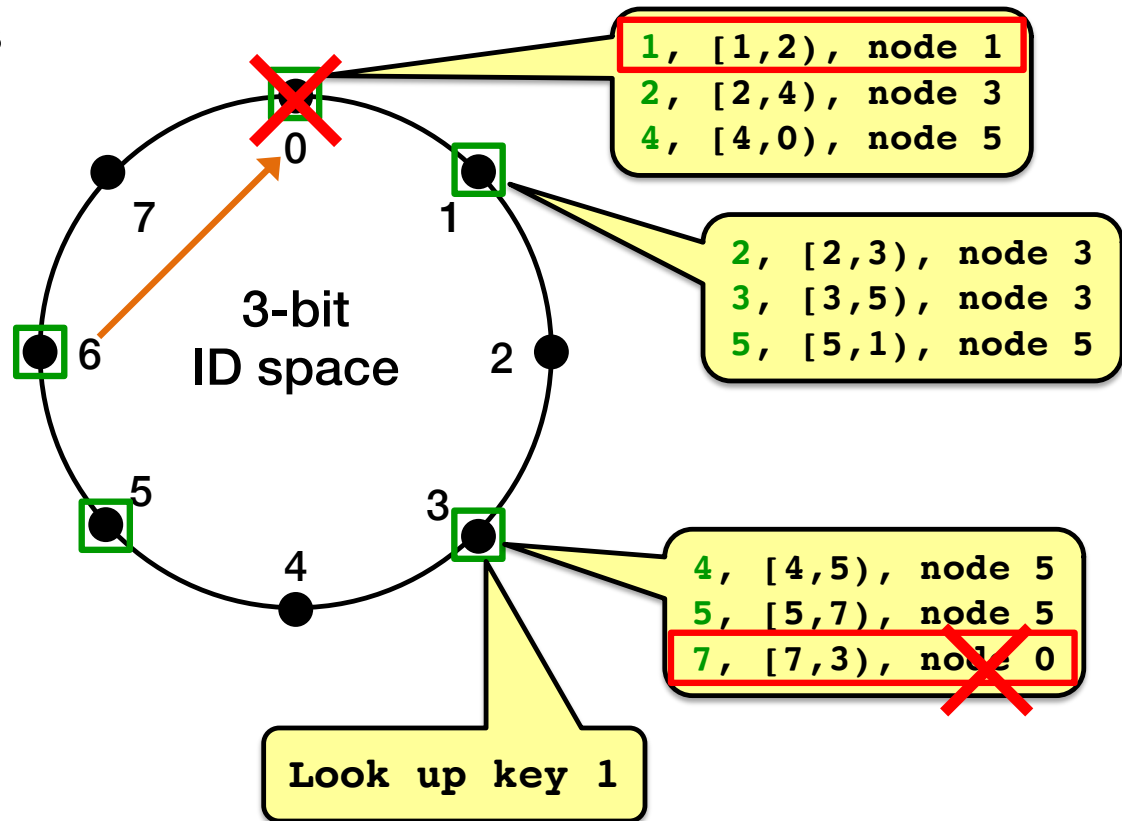 1, [1,2), node 1
2, [2,4), node 3
4, [4,0), node 5
0
7
1
2, [2,3), node 3
3, [3,5), node 3
5, [5,1), node 5
3-bit
ID space
6
2
5
3
4
4, [4,5), node 5
5, [5,7), node 5
7, [7,3), node 0
Look up key 1